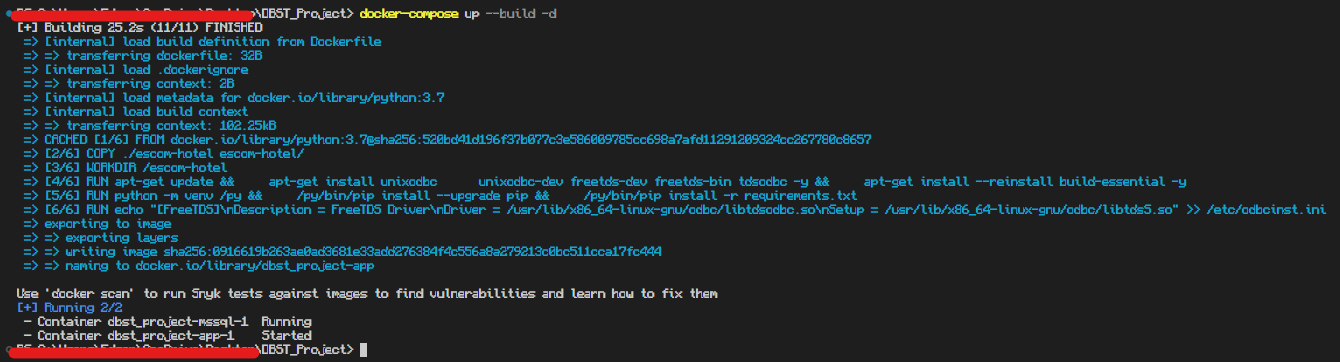 \DBST_Project> docker-compose up --build -d
[+] Building 25.2s (11/11) FINISHED
=> [internal] load build definition from Dockerfile
=> => transferring dockerfile: 32B
=> [internal] load .dockerignore
=> => transferring context: 2B
=> [internal] load metadata for docker.io/library/python:3.7
=> [internal] load build context
=> => transferring context: 102.25kB
=> CACHED [1/6] FROM docker.io/library/python:3.7@sha256:520bd41d196f37b077c3e586009785cc698a7afd11291209324cc267780c8657
=> [2/6] COPY ./escom-hotel escom-hotel/
=> [3/6] WORKDIR /escom-hotel
=> [4/6] RUN apt-get update && apt-get install unixodbc unixodbc-dev freetds-dev freetds-bin tdsodbc -y && apt-get install --reinstall build-essential -y
=> [5/6] RUN python -m venv /py && /py/bin/pip install --upgrade pip && /py/bin/pip install -r requirements.txt
=> [6/6] RUN echo "[FreeTDS]\nDescription = FreeTDS Driver\nDriver = /usr/lib/x86_64-linux-gnu/odbc/libtdsodbc.so\nSetup = /usr/lib/x86_64-linux-gnu/odbc/libtdsS.so" >> /etc/odbcinst.ini
=> exporting to image
=> => exporting layers
=> => writing image sha256:0916619b263ae0ad3681e33add276384f4c556a8a279213c0bc511cca17fc444
=> => naming to docker.io/library/dbst_project-app
Use 'docker scan' to run Snyk tests against images to find vulnerabilities and learn how to fix them
[+] Running 2/2
- Container dbst_project-mssql-1 Running
- Container dbst_project-app-1 Started
\DBST_Project>